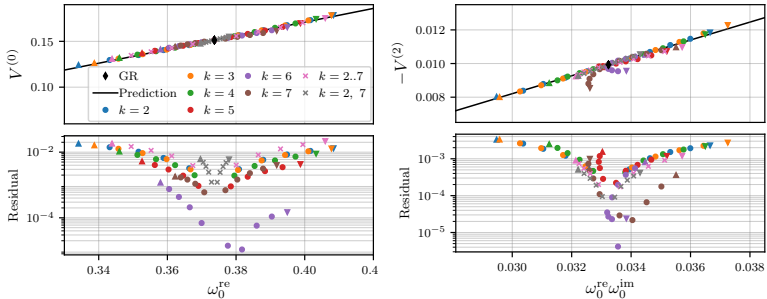 V^{(0)}
0.15
0.10
GR
Prediction
k = 2
k = 3
k = 4
k = 5
k = 6
k = 7
k = 2..7
k = 2, 7
−V^{(2)}
0.012
0.010
0.008
Residual
10^{−2}
10^{−4}
0.34
0.36
0.38
0.40
0.4
ω_0^{re}
Residual
10^{−3}
10^{−4}
10^{−5}
0.030
0.032
0.034
0.036
0.038
ω_0^{re}ω_0^{im}